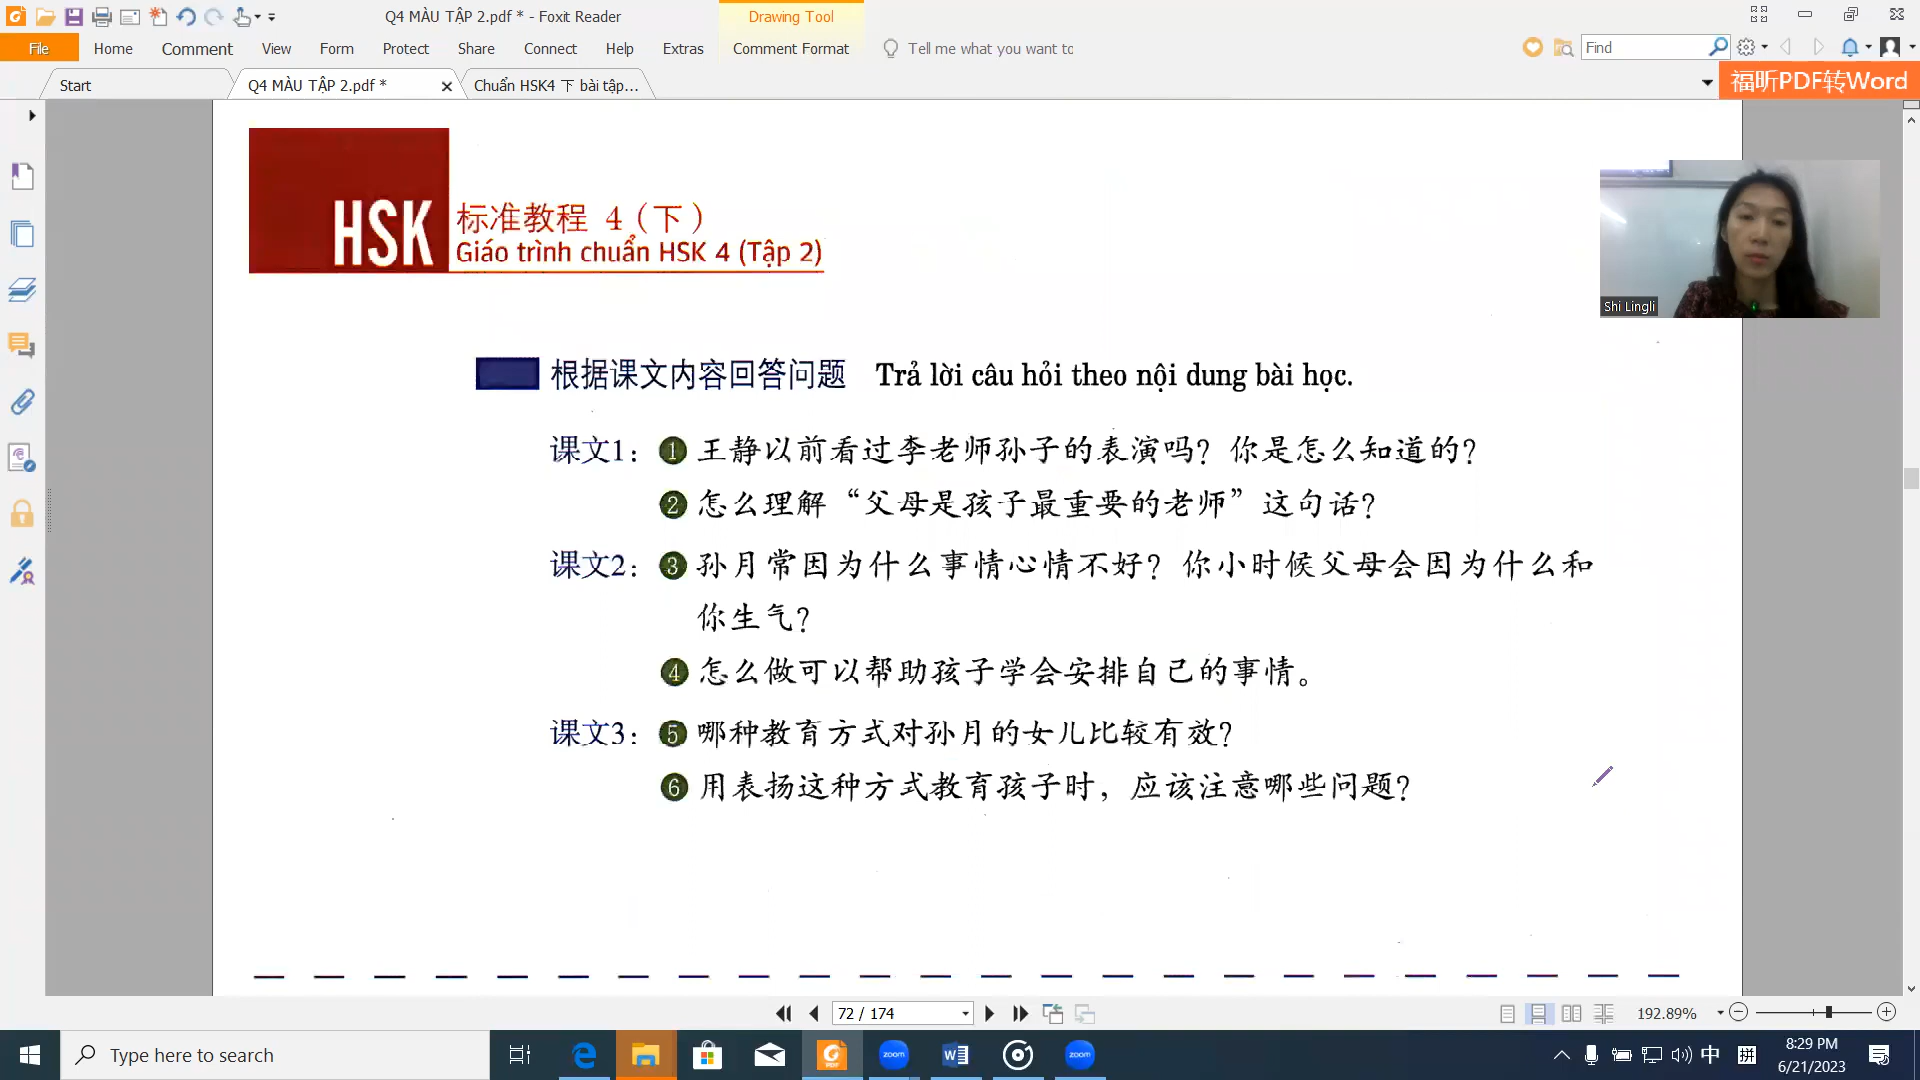 Q4 MÀU TẬP 2.pdf * - Foxit Reader
Drawing Tool
File
Home
Comment
View
Form
Protect
Share
Connect
Help
Extras
Comment Format
Tell me what you want to
Find
Start
Q4 MÀU TẬP 2.pdf *
Chuẩn HSK4 下 bài tập...
福昕PDF转Word
HSK
标准教程 4（下）
Giáo trình chuẩn HSK 4 (Tập 2)
Shi Lingli
根据课文内容回答问题 Trả lời câu hỏi theo nội dung bài học.
课文1：1 王静以前看过李老师孙子的表演吗？你是怎么知道的？
2 怎么理解“父母是孩子最重要的老师”这句话？
课文2：3 孙月常因为什么事情心情不好？你小时候父母会因为什么和
你生气？
4 怎么做可以帮助孩子学会安排自己的事情。
课文3：5 哪种教育方式对孙月的女儿比较有效？
6 用表扬这种方式教育孩子时，应该注意哪些问题？
72 / 174
192.89%
Type here to search
zoom
zoom
中
拼
8:29 PM
6/21/2023